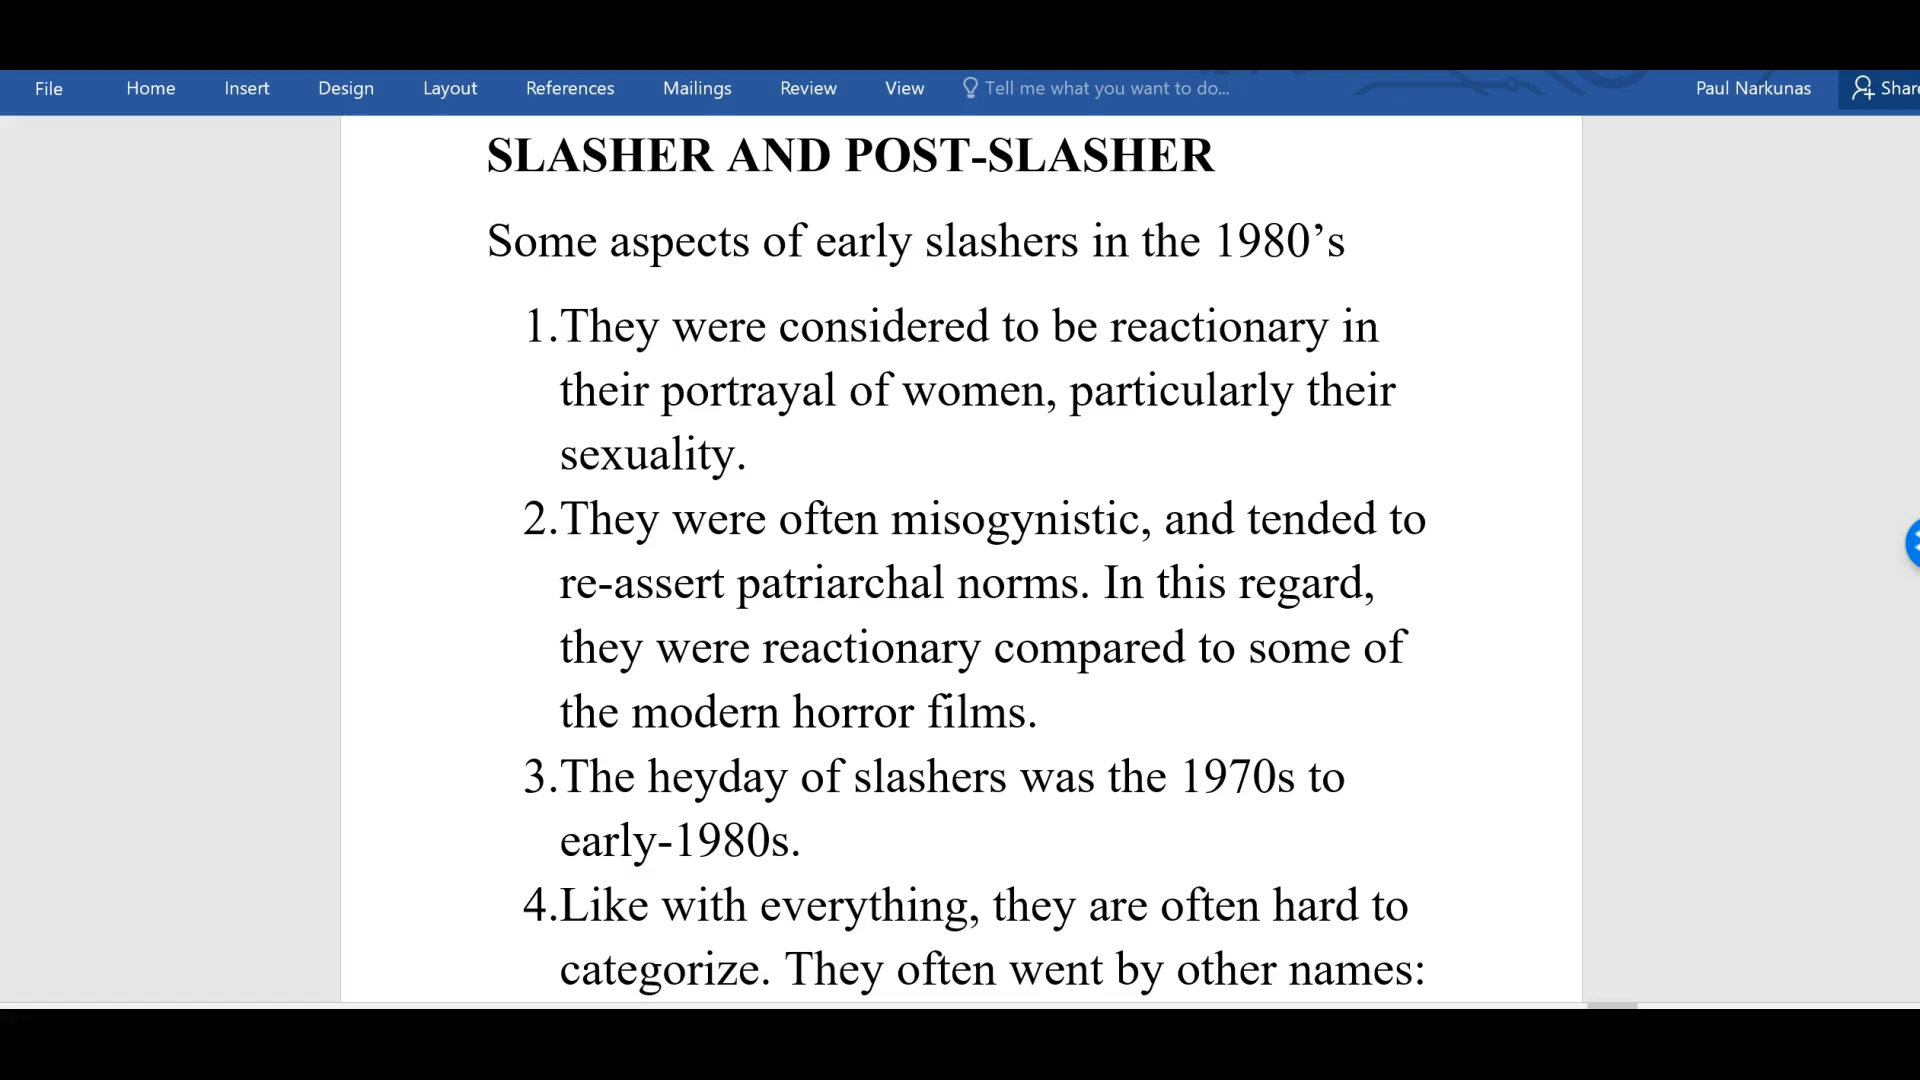 File Home Insert Design Layout References Mailings Review View Tell me what you want to do... Paul Narkunas Share
SLASHER AND POST-SLASHER
Some aspects of early slashers in the 1980’s
1.They were considered to be reactionary in
their portrayal of women, particularly their
sexuality.
2.They were often misogynistic, and tended to
re-assert patriarchal norms. In this regard,
they were reactionary compared to some of
the modern horror films.
3.The heyday of slashers was the 1970s to
early-1980s.
4.Like with everything, they are often hard to
categorize. They often went by other names: